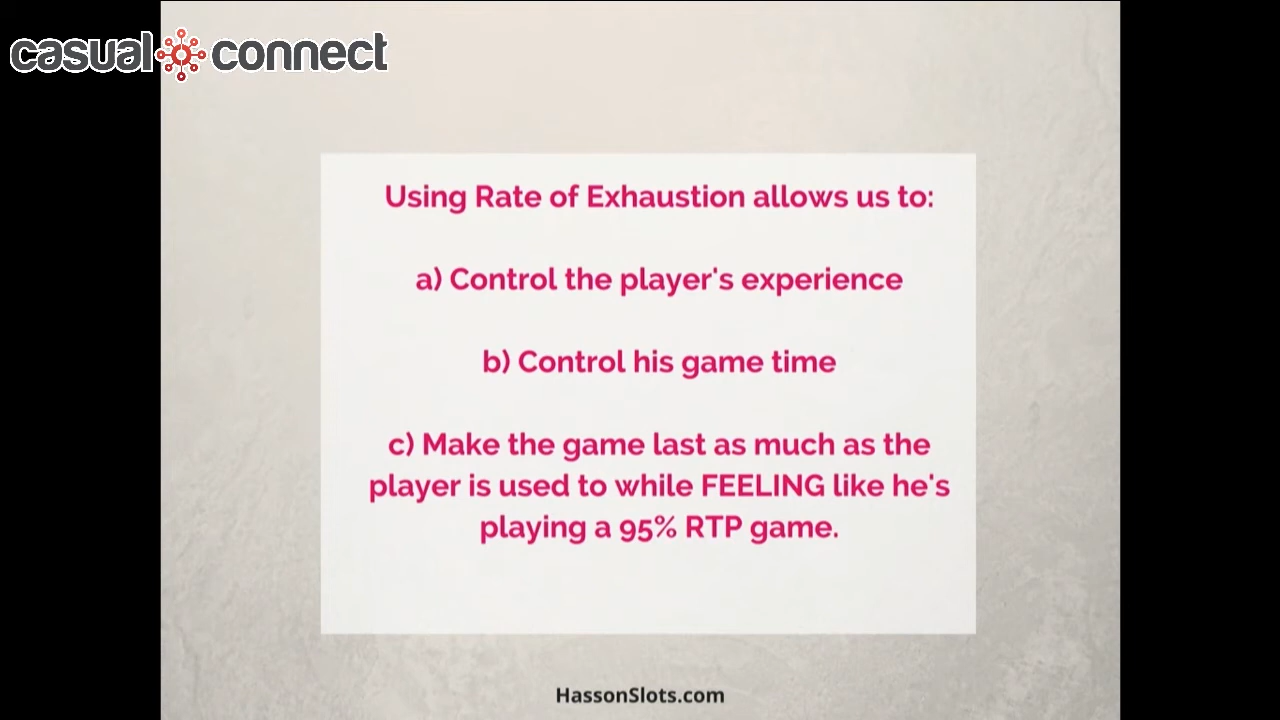 casual connect
Using Rate of Exhaustion allows us to:
a) Control the player's experience
b) Control his game time
c) Make the game last as much as the
player is used to while FEELING like he's
playing a 95% RTP game.
HassonSlots.com